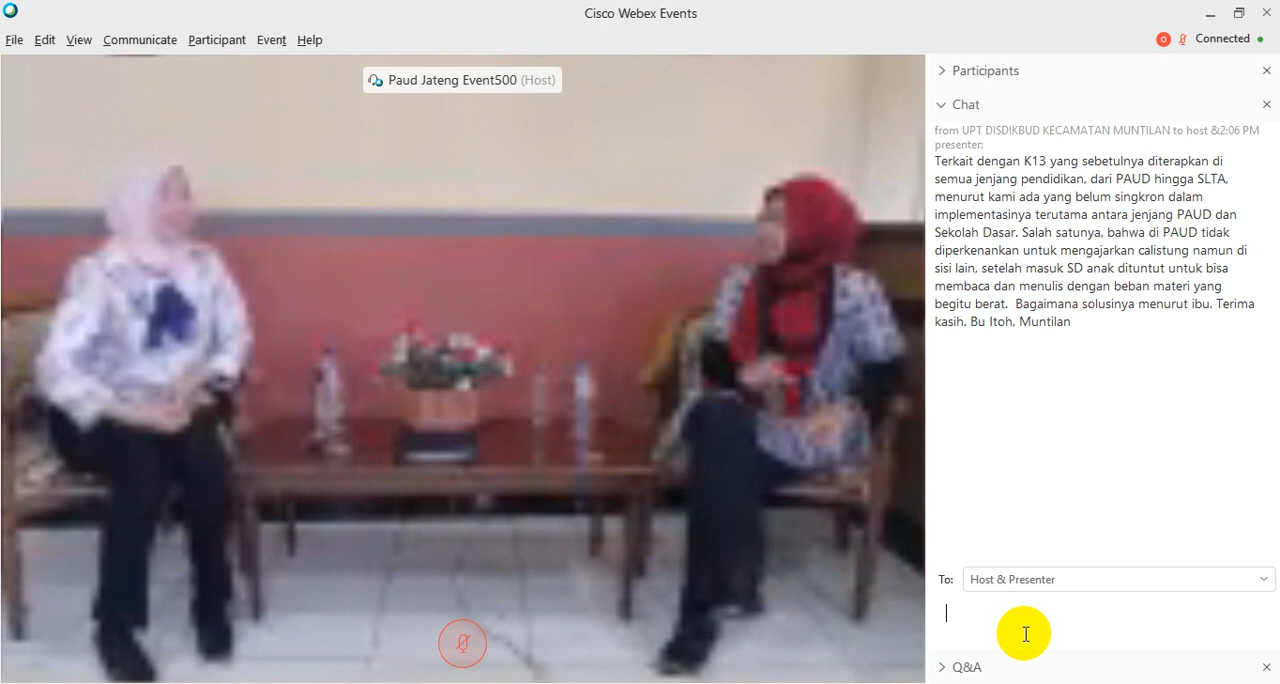 Cisco Webex Events
File Edit View Communicate Participant Event Help
Connected
Paud Jateng Event500 (Host)
Participants
Chat
from UPT DISDIKBUD KECAMATAN MUNTILAN to host &2:06 PM
presenter:
Terkait dengan K13 yang sebetulnya diterapkan di
semua jenjang pendidikan, dari PAUD hingga SLTA,
menurut kami ada yang belum singkron dalam
implementasinya terutama antara jenjang PAUD dan
Sekolah Dasar. Salah satunya, bahwa di PAUD tidak
diperkenankan untuk mengajarkan calistung namun di
sisi lain, setelah masuk SD anak dituntut untuk bisa
membaca dan menulis dengan beban materi yang
begitu berat. Bagaimana solusinya menurut ibu. Terima
kasih. Bu Itoh, Muntilan
To: Host & Presenter
Q&A